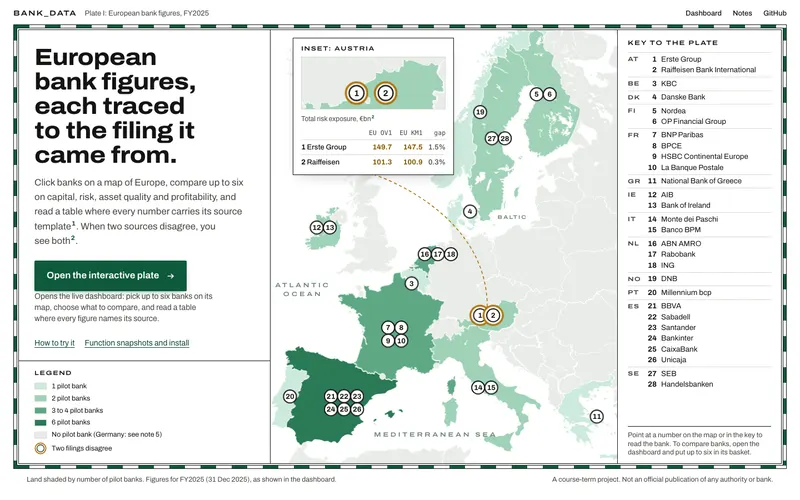 BANK_DATA Plate I: European bank figures, FY2025
Dashboard Notes GitHub
European
bank figures,
each traced
to the filing it
came from.
Click banks on a map of Europe, compare up to six
on capital, risk, asset quality and profitability, and
read a table where every number carries its source
template¹. When two sources disagree, you
see both².
Open the interactive plate →
Opens the live dashboard: pick up to six banks on its
map, choose what to compare, and read a table
where every figure names its source.
How to try it Function snapshots and install
LEGEND
1 pilot bank
2 pilot banks
3 to 4 pilot banks
6 pilot banks
No pilot bank (Germany: see note 5)
Two filings disagree
INSET: AUSTRIA
1 2
Total risk exposure, €bn²
EU OV1 EU KM1 gap
1 Erste Group 149.7 147.5 1.5%
2 Raiffeisen 101.3 100.9 0.3%
5 6
19
27 28
4
BALTIC
12 13
16 17 18
3
ATLANTIC
OCEAN
1 2
7 8
9 10
14 15
20
21 22 23
24 25 26
11
MEDITERRANEAN SEA
KEY TO THE PLATE
AT 1 Erste Group
2 Raiffeisen Bank International
BE 3 KBC
DK 4 Danske Bank
FI 5 Nordea
6 OP Financial Group
FR 7 BNP Paribas
8 BPCE
9 HSBC Continental Europe
10 La Banque Postale
GR 11 National Bank of Greece
IE 12 AIB
13 Bank of Ireland
IT 14 Monte dei Paschi
15 Banco BPM
NL 16 ABN AMRO
17 Rabobank
18 ING
NO 19 DNB
PT 20 Millennium bcp
ES 21 BBVA
22 Sabadell
23 Santander
24 Bankinter
25 CaixaBank
26 Unicaja
SE 27 SEB
28 Handelsbanken
Point at a number on the map or in the key to
read the bank. To compare banks, open the
dashboard and put up to six in its basket.
Land shaded by number of pilot banks. Figures for FY2025 (31 Dec 2025), as shown in the dashboard.
A course-term project. Not an official publication of any authority or bank.